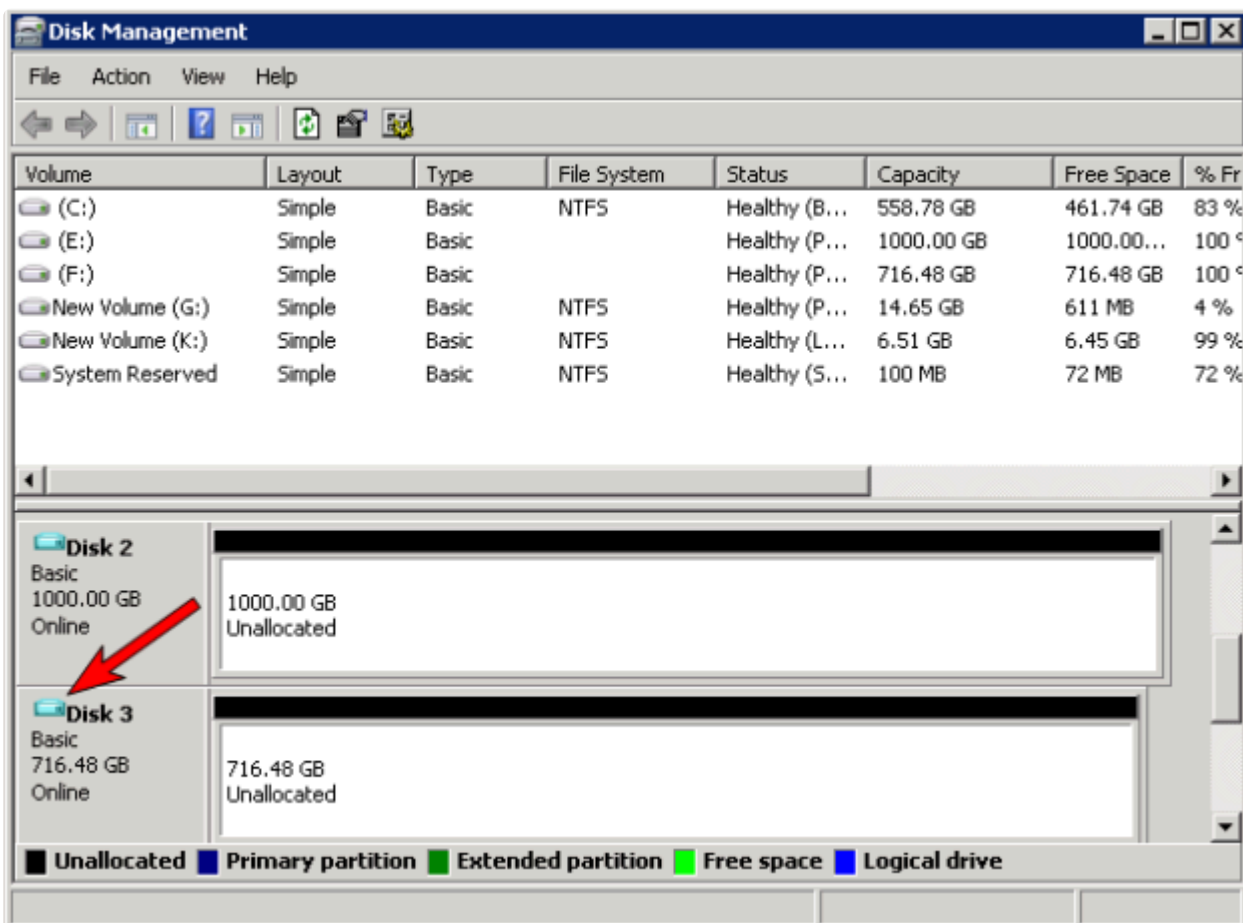 Disk Management
File Action View Help
Volume Layout Type File System Status Capacity Free Space % Fr
(C:) Simple Basic NTFS Healthy (B... 558.78 GB 461.74 GB 83 %
(E:) Simple Basic Healthy (P... 1000.00 GB 1000.00... 100 %
(F:) Simple Basic Healthy (P... 716.48 GB 716.48 GB 100 %
New Volume (G:) Simple Basic NTFS Healthy (P... 14.65 GB 611 MB 4 %
New Volume (K:) Simple Basic NTFS Healthy (L... 6.51 GB 6.45 GB 99 %
System Reserved Simple Basic NTFS Healthy (S... 100 MB 72 MB 72 %
Disk 2
Basic
1000.00 GB
Online
1000.00 GB
Unallocated
Disk 3
Basic
716.48 GB
Online
716.48 GB
Unallocated
Unallocated Primary partition Extended partition Free space Logical drive